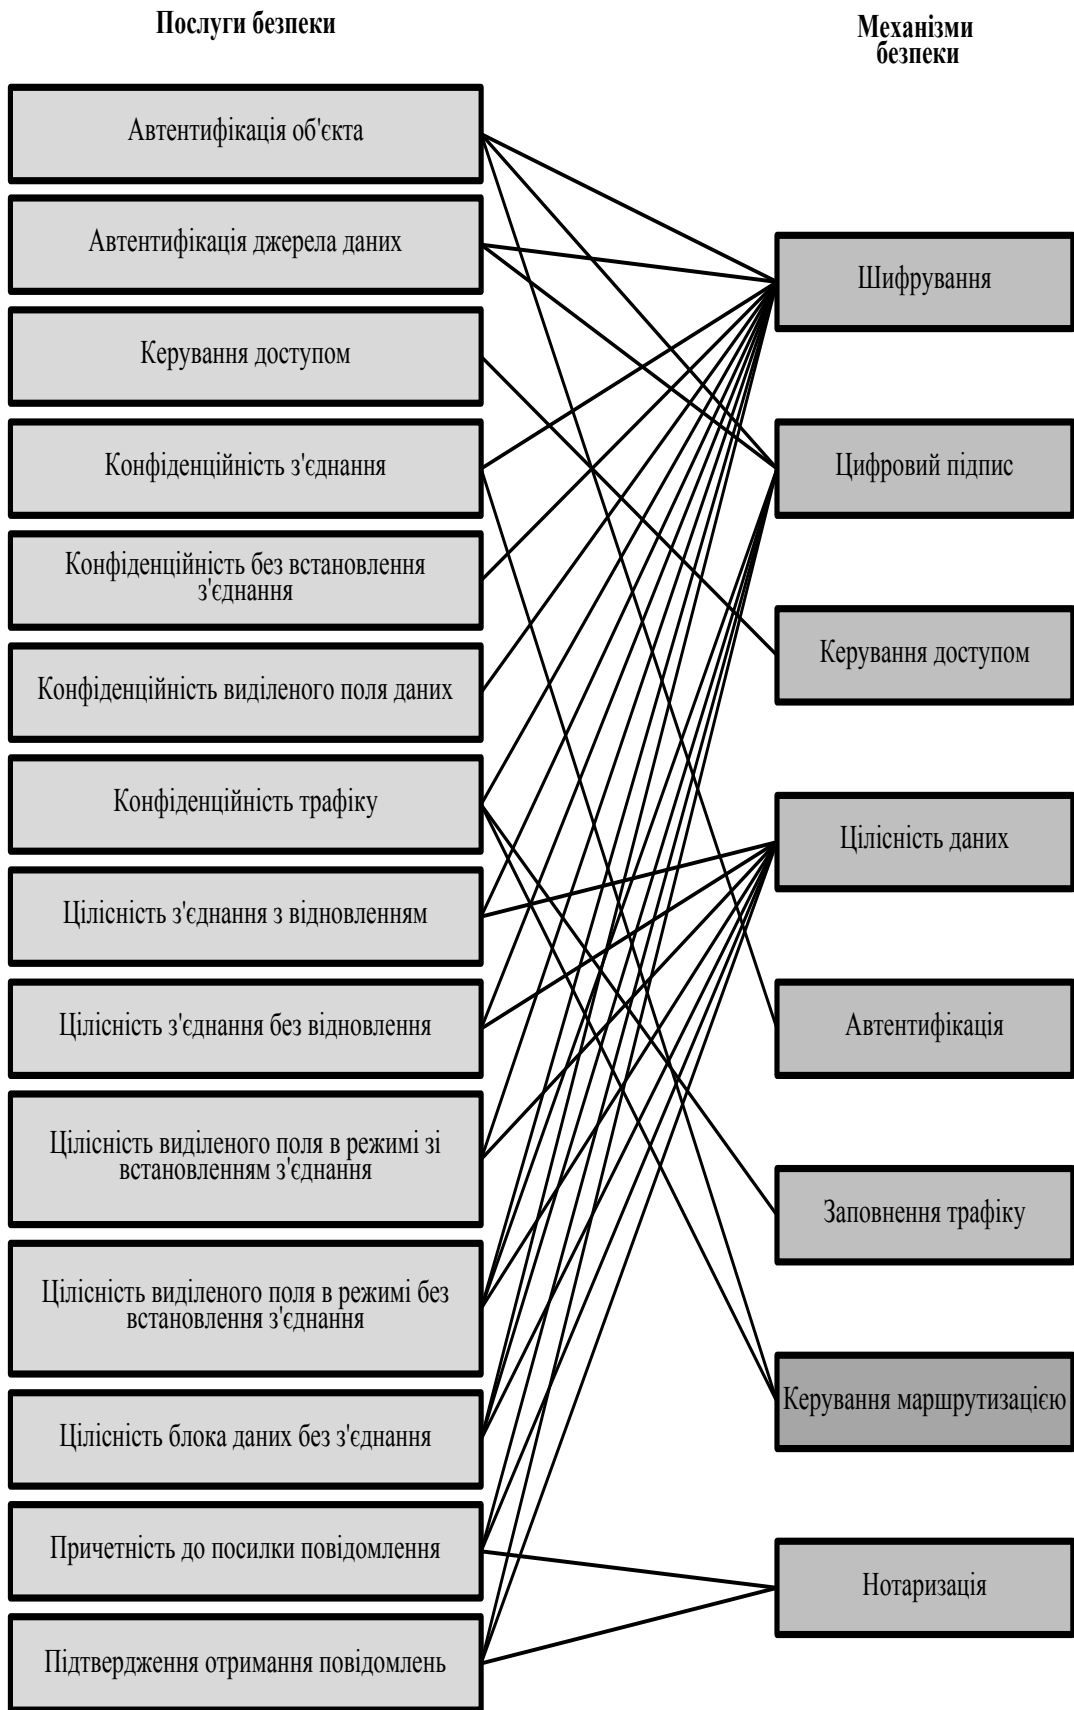 Послуги безпеки
Механізми
безпеки
Автентифікація об'єкта
Автентифікація джерела даних
Керування доступом
Конфіденційність з'єднання
Конфіденційність без встановлення
з'єднання
Конфіденційність виділеного поля даних
Конфіденційність трафіку
Цілісність з'єднання з відновленням
Цілісність з'єднання без відновлення
Цілісність виділеного поля в режимі зі
встановленням з'єднання
Цілісність виділеного поля в режимі без
встановлення з'єднання
Цілісність блока даних без з'єднання
Причетність до посилки повідомлення
Підтвердження отримання повідомлень
Шифрування
Цифровий підпис
Керування доступом
Цілісність даних
Автентифікація
Заповнення трафіку
Керування маршрутизацією
Нотаризація